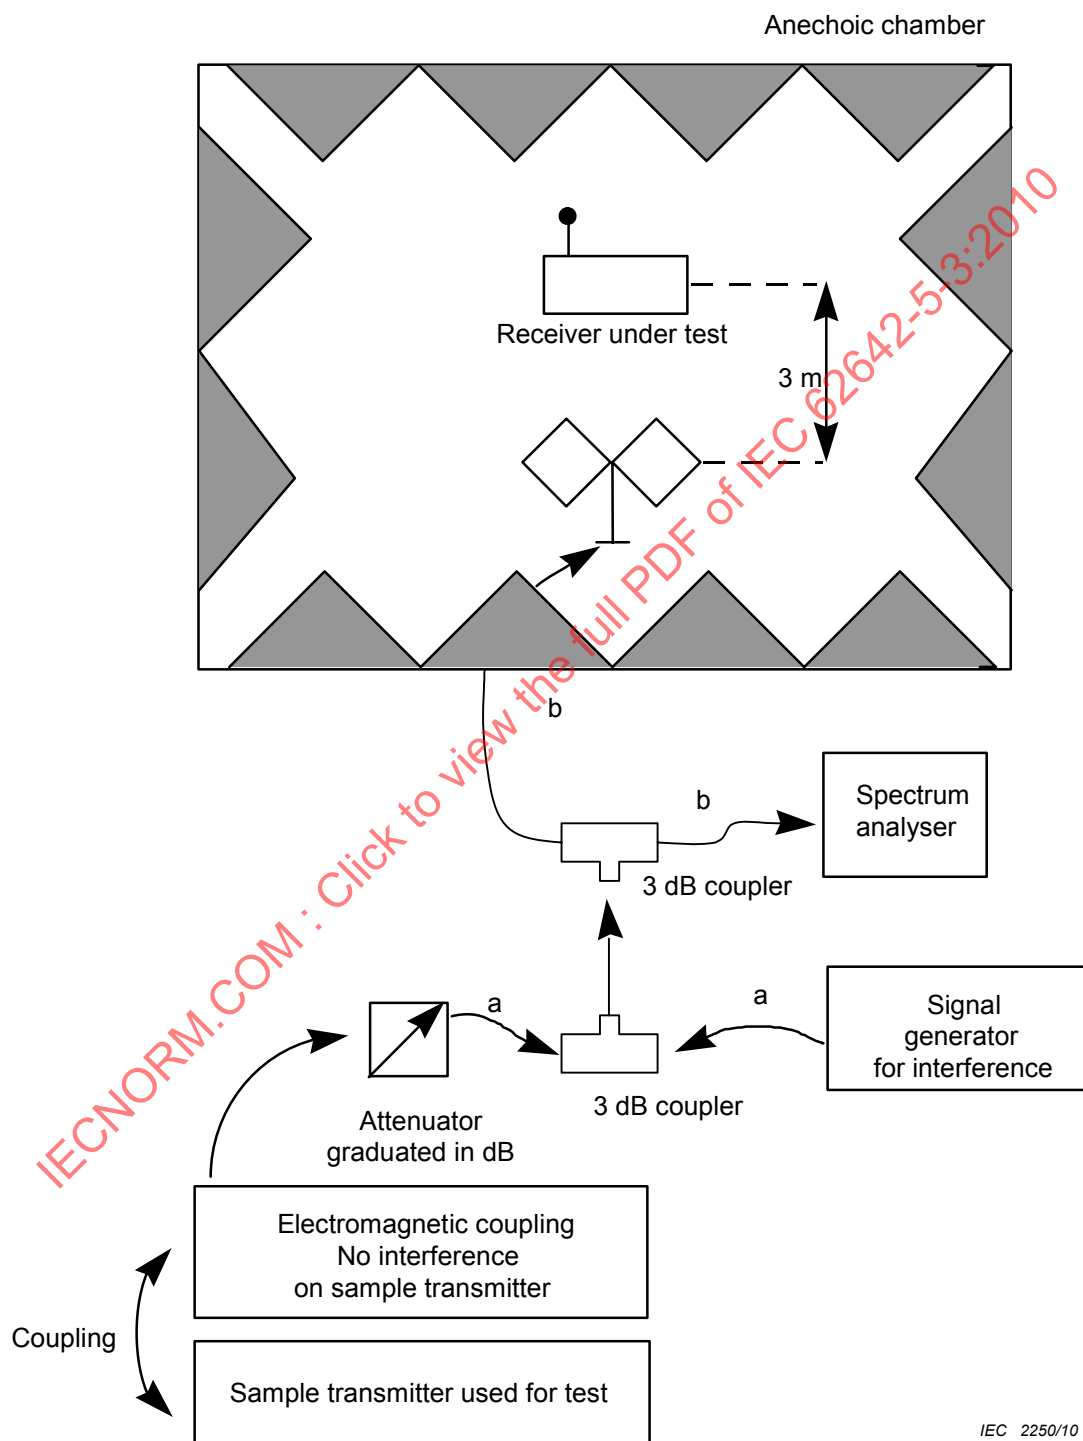 Anechoic chamber
Receiver under test
3 m
b
b
Spectrum
analyser
3 dB coupler
a
a
Signal
generator
for interference
Attenuator
graduated in dB
3 dB coupler
Electromagnetic coupling
No interference
on sample transmitter
Coupling
Sample transmitter used for test
IEC 2250/10
IECNORM.COM : Click to view the full PDF of IEC 62642-5-3:2010